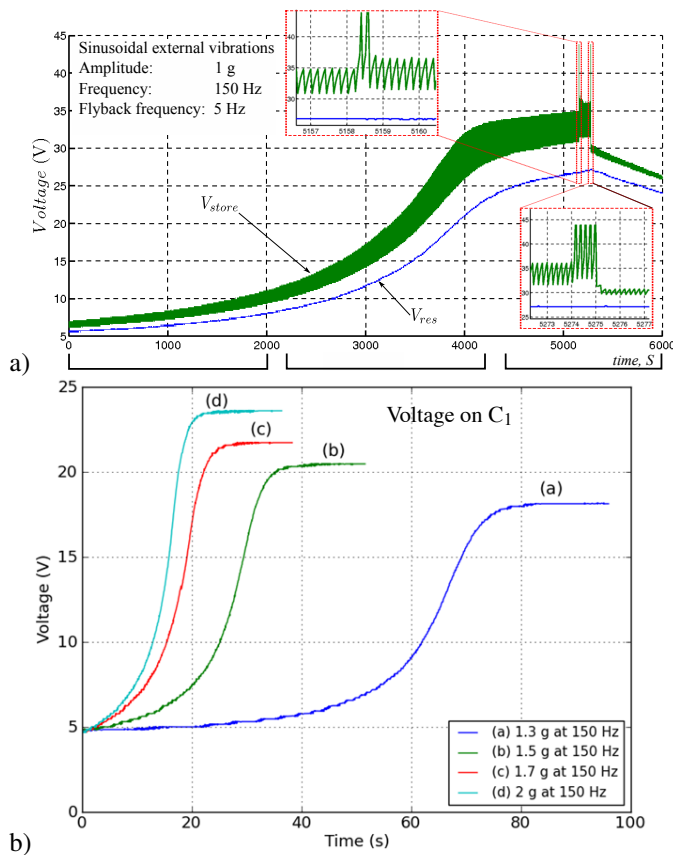 Sinusoidal external vibrations
Amplitude: 1 g
Frequency: 150 Hz
Flyback frequency: 5 Hz
Voltage (V)
45
40
35
30
25
20
15
10
5
0 1000 2000 3000 4000 5000 6000
time, S
V_store
V_res
45
40
35
30
5157 5158 5159 5160
45
40
35
30
25
5273 5274 5275 5276 5277
a)
Voltage on C1
(d)
(c)
(b)
(a)
Voltage (V)
25
20
15
10
5
0
0 20 40 60 80 100
Time (s)
(a) 1.3 g at 150 Hz
(b) 1.5 g at 150 Hz
(c) 1.7 g at 150 Hz
(d) 2 g at 150 Hz
b)